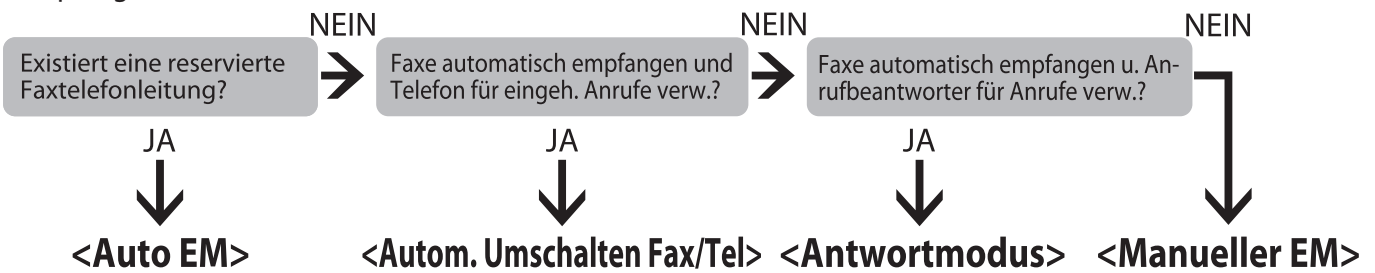 NEIN
NEIN
NEIN
Existiert eine reservierte
Faxtelefonleitung?
Faxe automatisch empfangen und
Telefon für eingeh. Anrufe verw.?
Faxe automatisch empfangen u. An-
rufbeantworter für Anrufe verw.?
JA
JA
JA
<Auto EM>
<Autom. Umschalten Fax/Tel>
<Antwortmodus>
<Manueller EM>